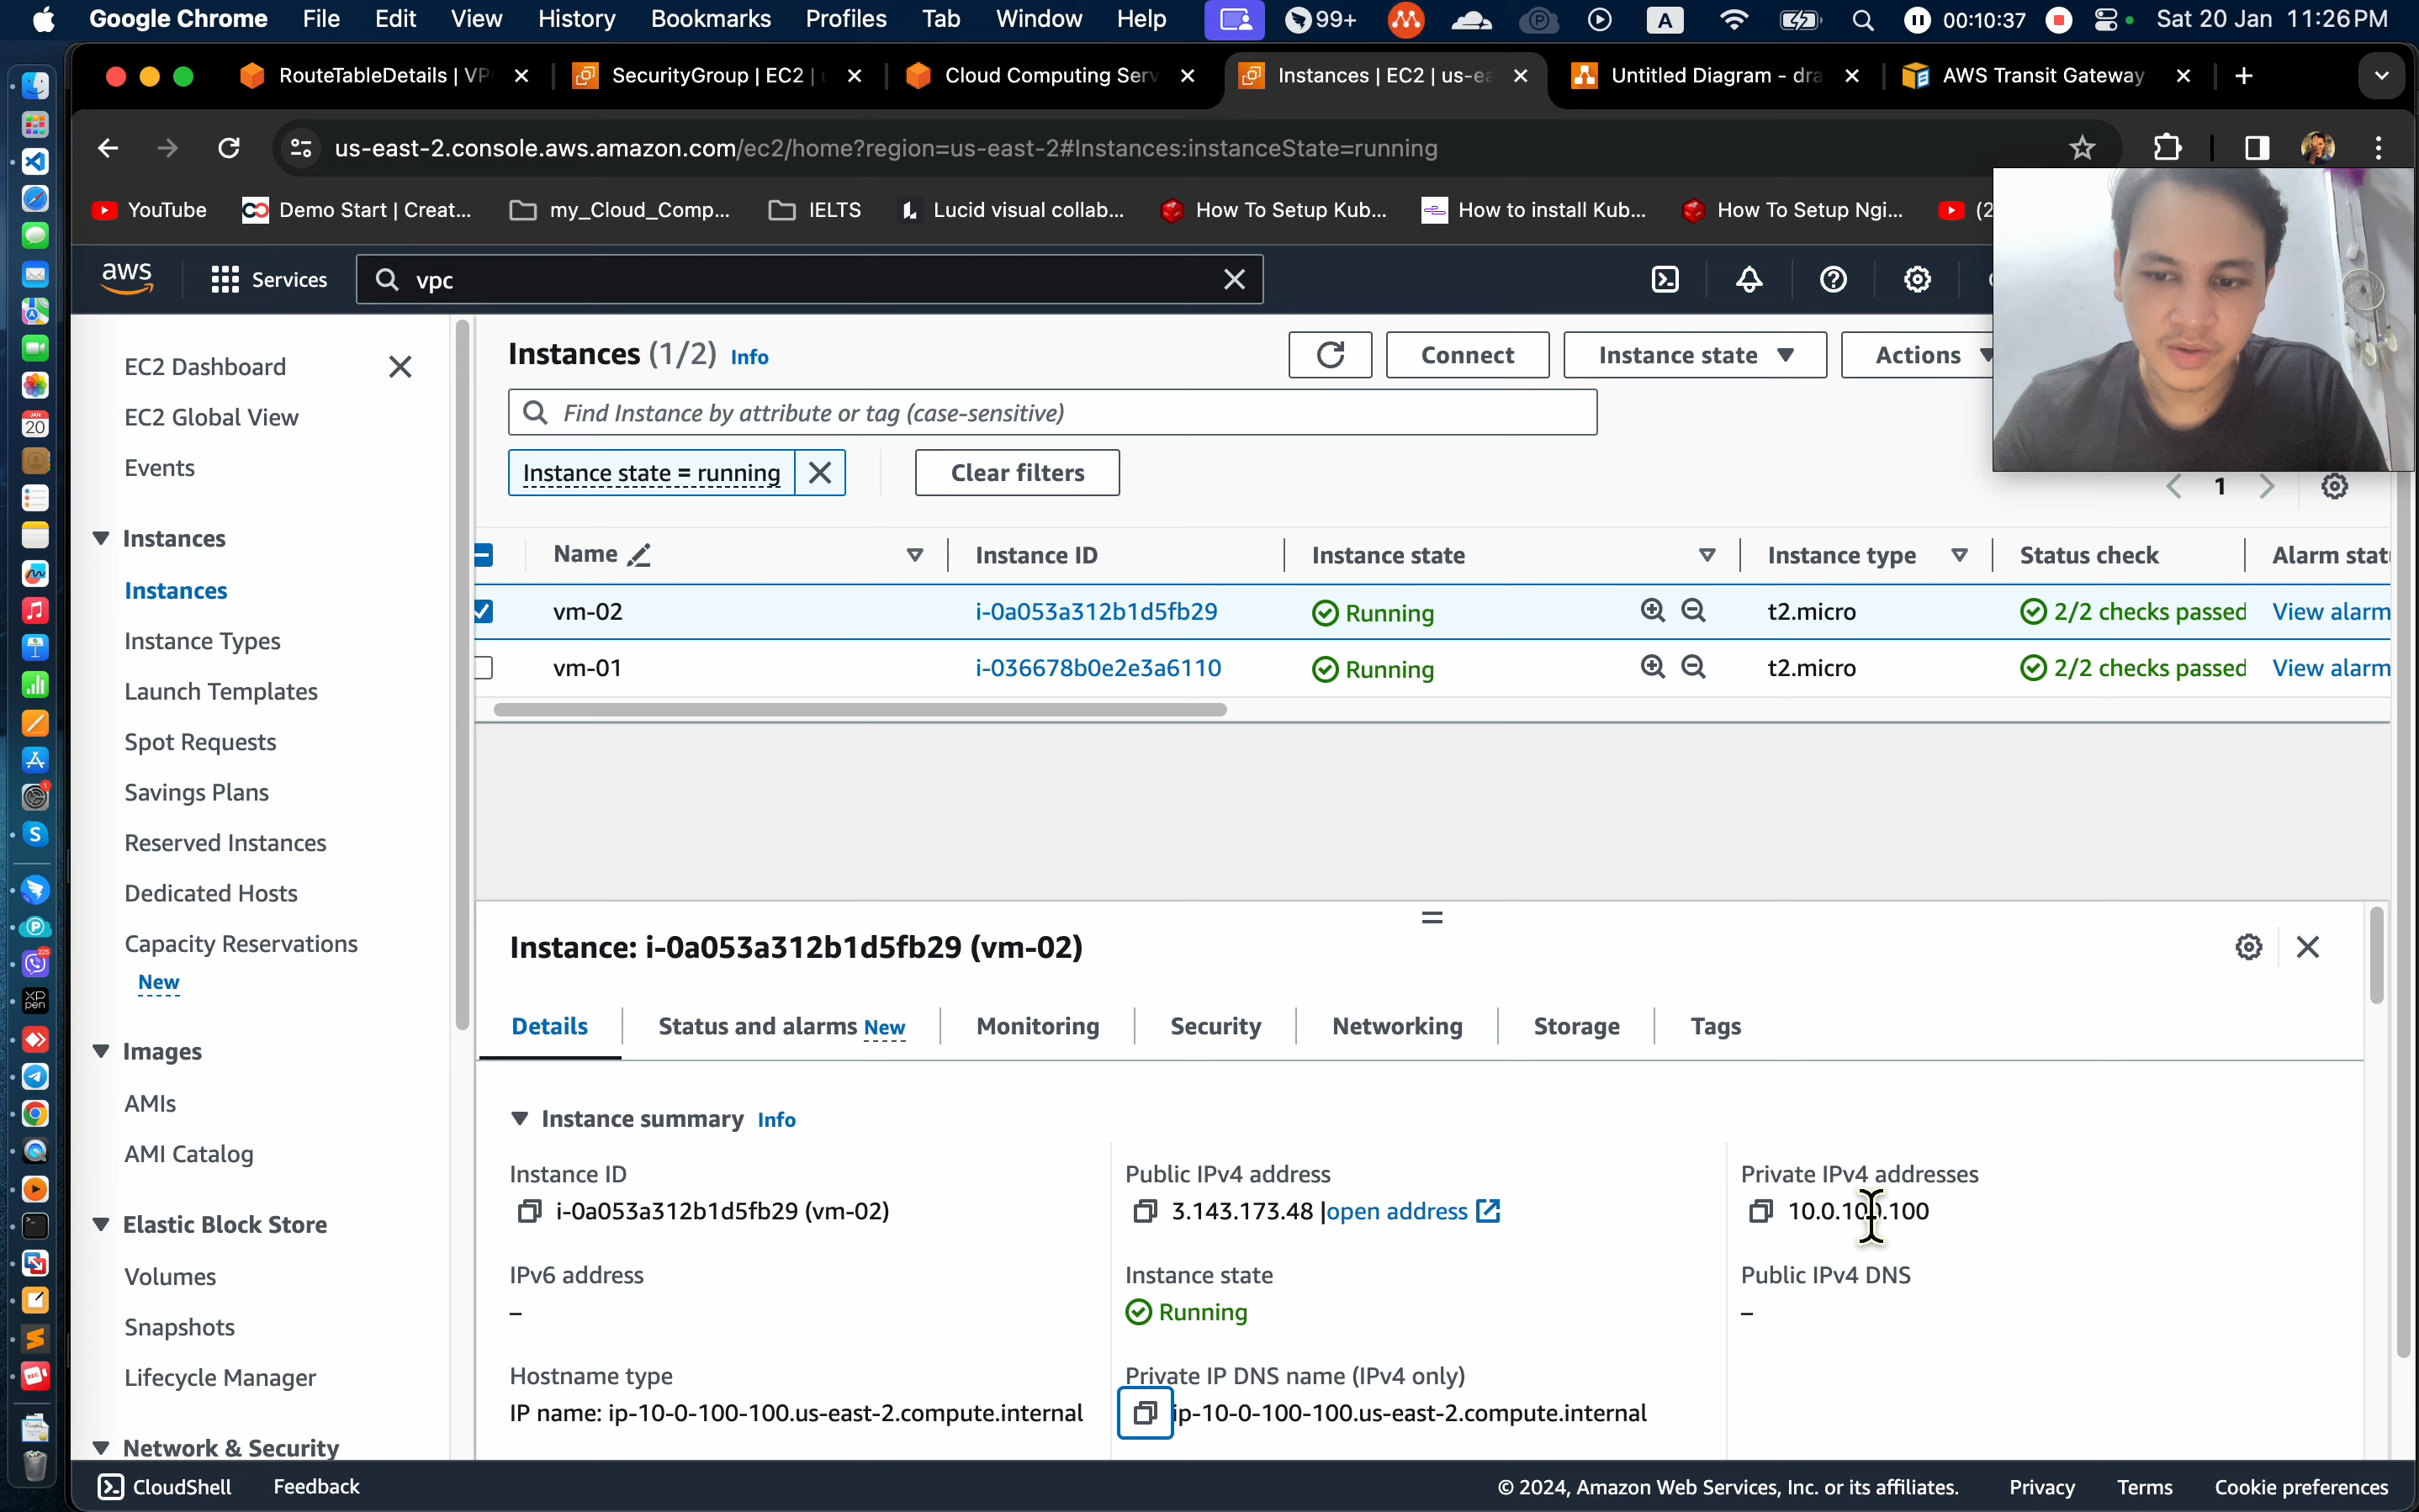 Google Chrome File Edit View History Bookmarks Profiles Tab Window Help 99+ A 00:10:37 Sat 20 Jan 11:26 PM
RouteTableDetails | VP SecurityGroup | EC2 | Cloud Computing Serv Instances | EC2 | us-ea Untitled Diagram - dra AWS Transit Gateway
us-east-2.console.aws.amazon.com/ec2/home?region=us-east-2#Instances:instanceState=running
YouTube Demo Start | Creat... my_Cloud_Comp... IELTS Lucid visual collab... How To Setup Kub... How to install Kub... How To Setup Ngi... (2
aws Services vpc
EC2 Dashboard
EC2 Global View
Events
Instances
Instances
Instance Types
Launch Templates
Spot Requests
Savings Plans
Reserved Instances
Dedicated Hosts
Capacity Reservations
New
Images
AMIs
AMI Catalog
Elastic Block Store
Volumes
Snapshots
Lifecycle Manager
Network & Security
Instances (1/2) Info
Connect Instance state Actions
Find Instance by attribute or tag (case-sensitive)
Instance state = running Clear filters
1
Name Instance ID Instance state Instance type Status check Alarm stat
vm-02 i-0a053a312b1d5fb29 Running t2.micro 2/2 checks passed View alarm
vm-01 i-036678b0e2e3a6110 Running t2.micro 2/2 checks passed View alarm
Instance: i-0a053a312b1d5fb29 (vm-02)
Details Status and alarms New Monitoring Security Networking Storage Tags
Instance summary Info
Instance ID
i-0a053a312b1d5fb29 (vm-02)
Public IPv4 address
3.143.173.48 |open address
Private IPv4 addresses
10.0.100.100
IPv6 address
–
Instance state
Running
Public IPv4 DNS
–
Hostname type
IP name: ip-10-0-100-100.us-east-2.compute.internal
Private IP DNS name (IPv4 only)
ip-10-0-100-100.us-east-2.compute.internal
CloudShell Feedback © 2024, Amazon Web Services, Inc. or its affiliates. Privacy Terms Cookie preferences